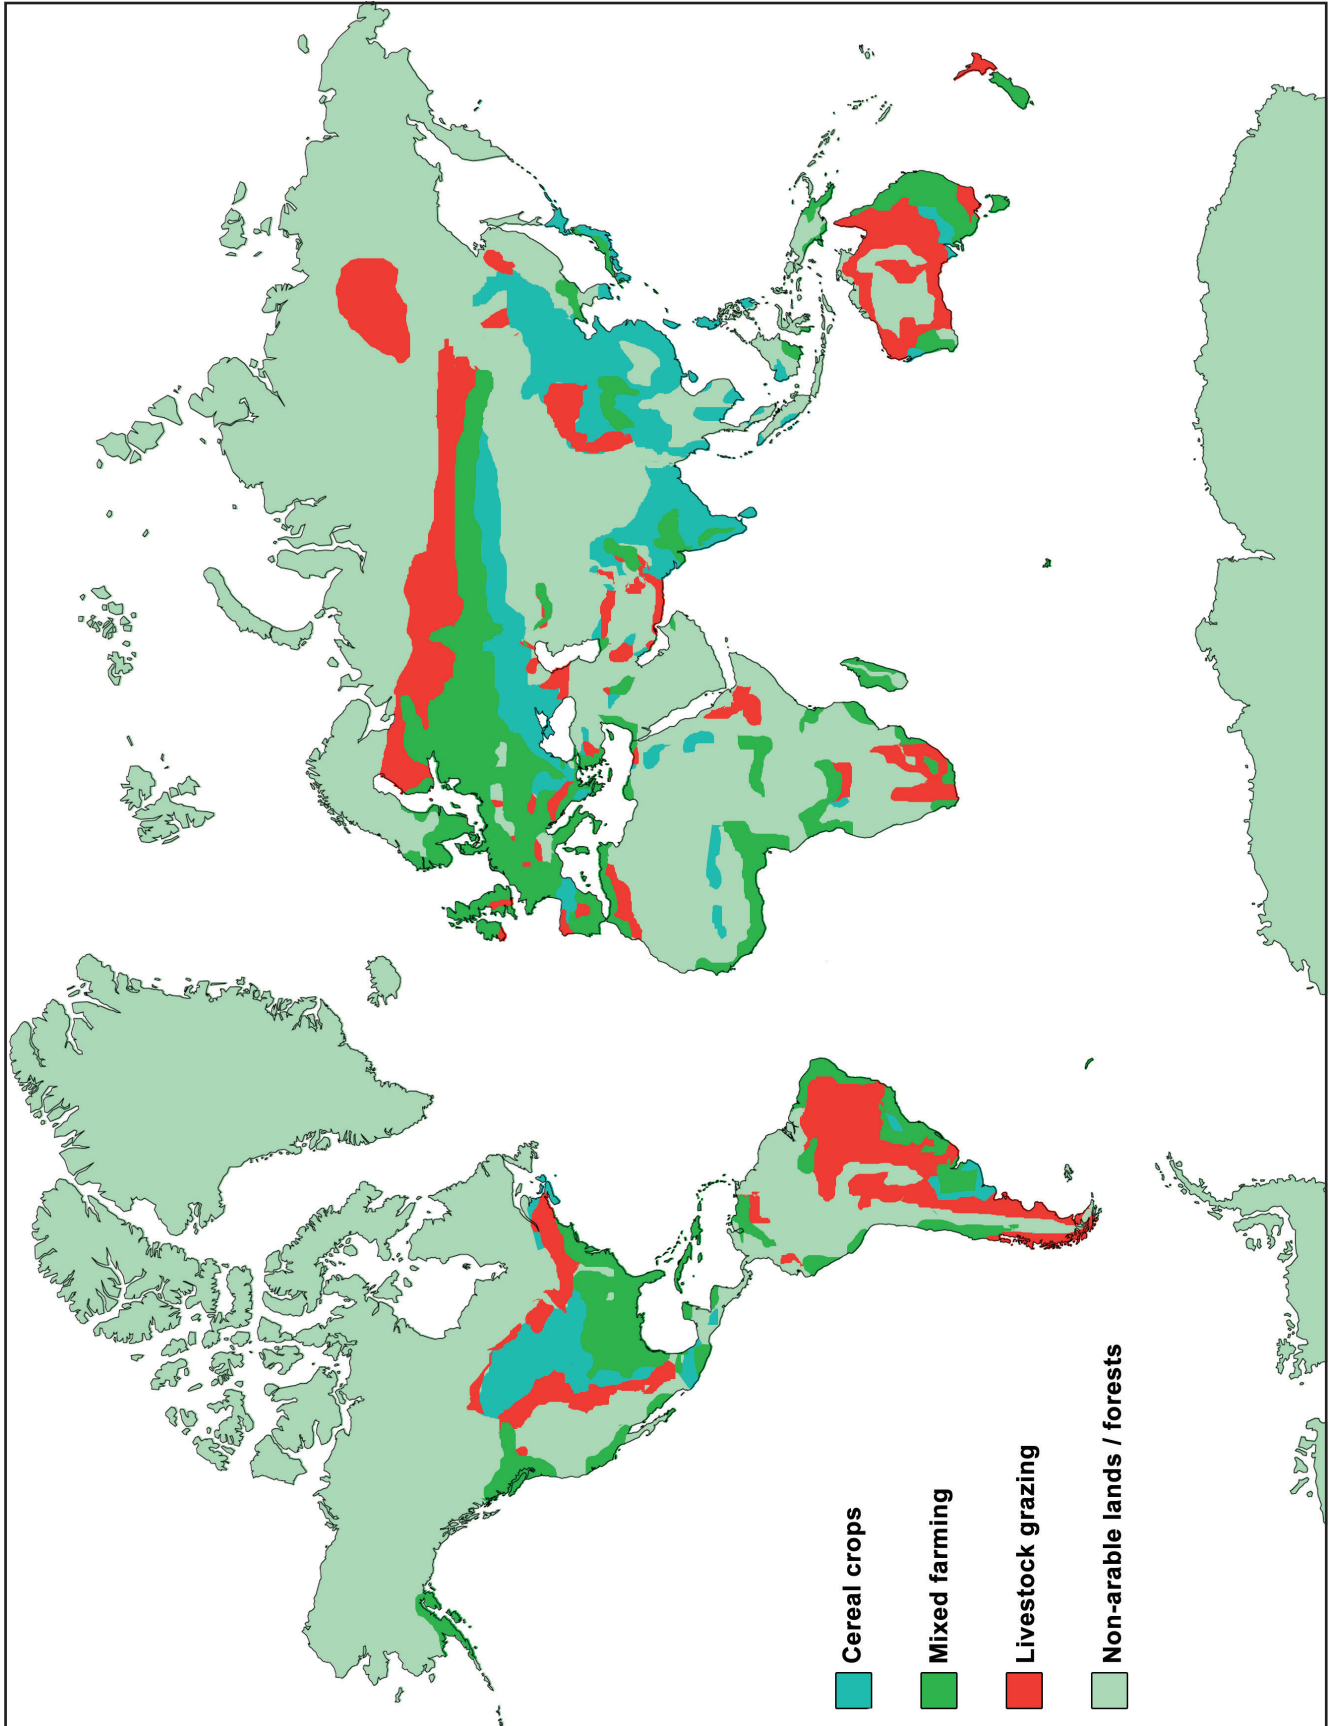 Cereal crops
Mixed farming
Livestock grazing
Non-arable lands / forests